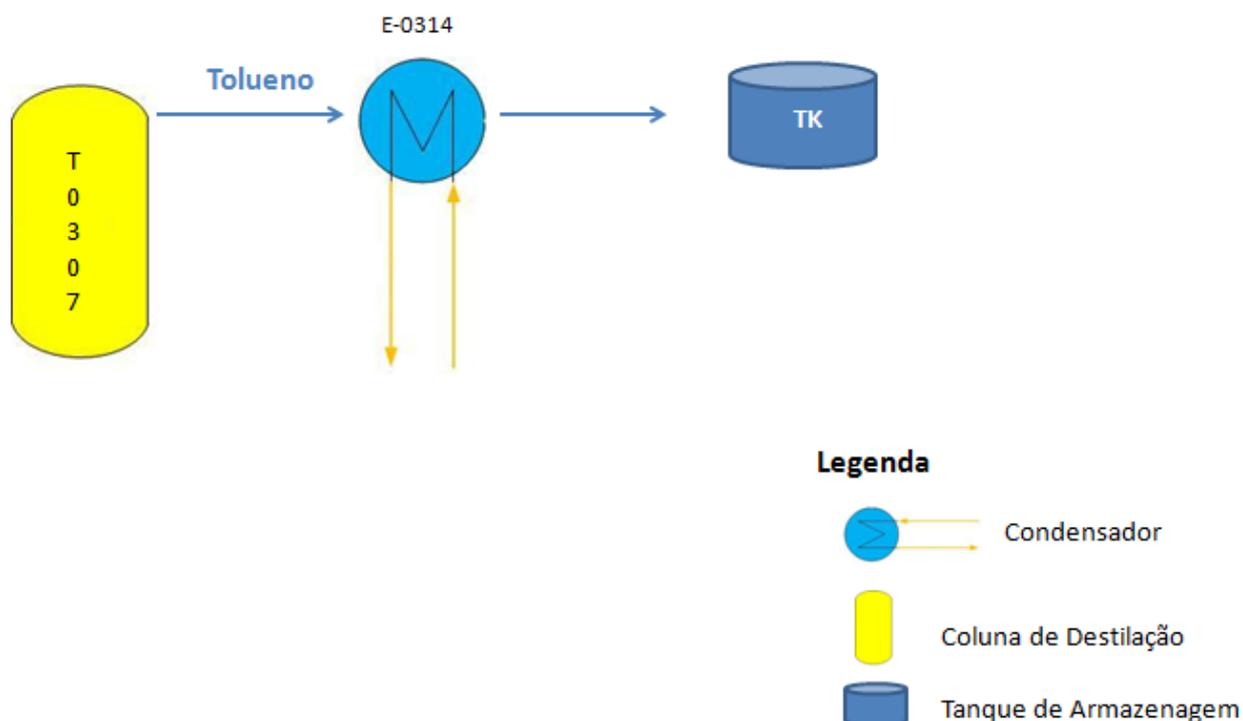 E-0314
Tolueno
T
0
3
0
7
TK
Legenda
Condensador
Coluna de Destilação
Tanque de Armazenagem